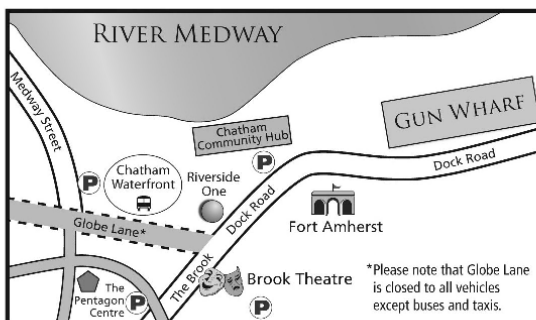 RIVER MEDWAY
Medway Street
GUN WHARF
Chatham
Community Hub
P
Dock Road
P
Chatham
Waterfront
Riverside
One
Dock Road
Fort Amherst
Globe Lane*
The Brook
Brook Theatre
*Please note that Globe Lane
is closed to all vehicles
except buses and taxis.
The
Pentagon
Centre
P
P